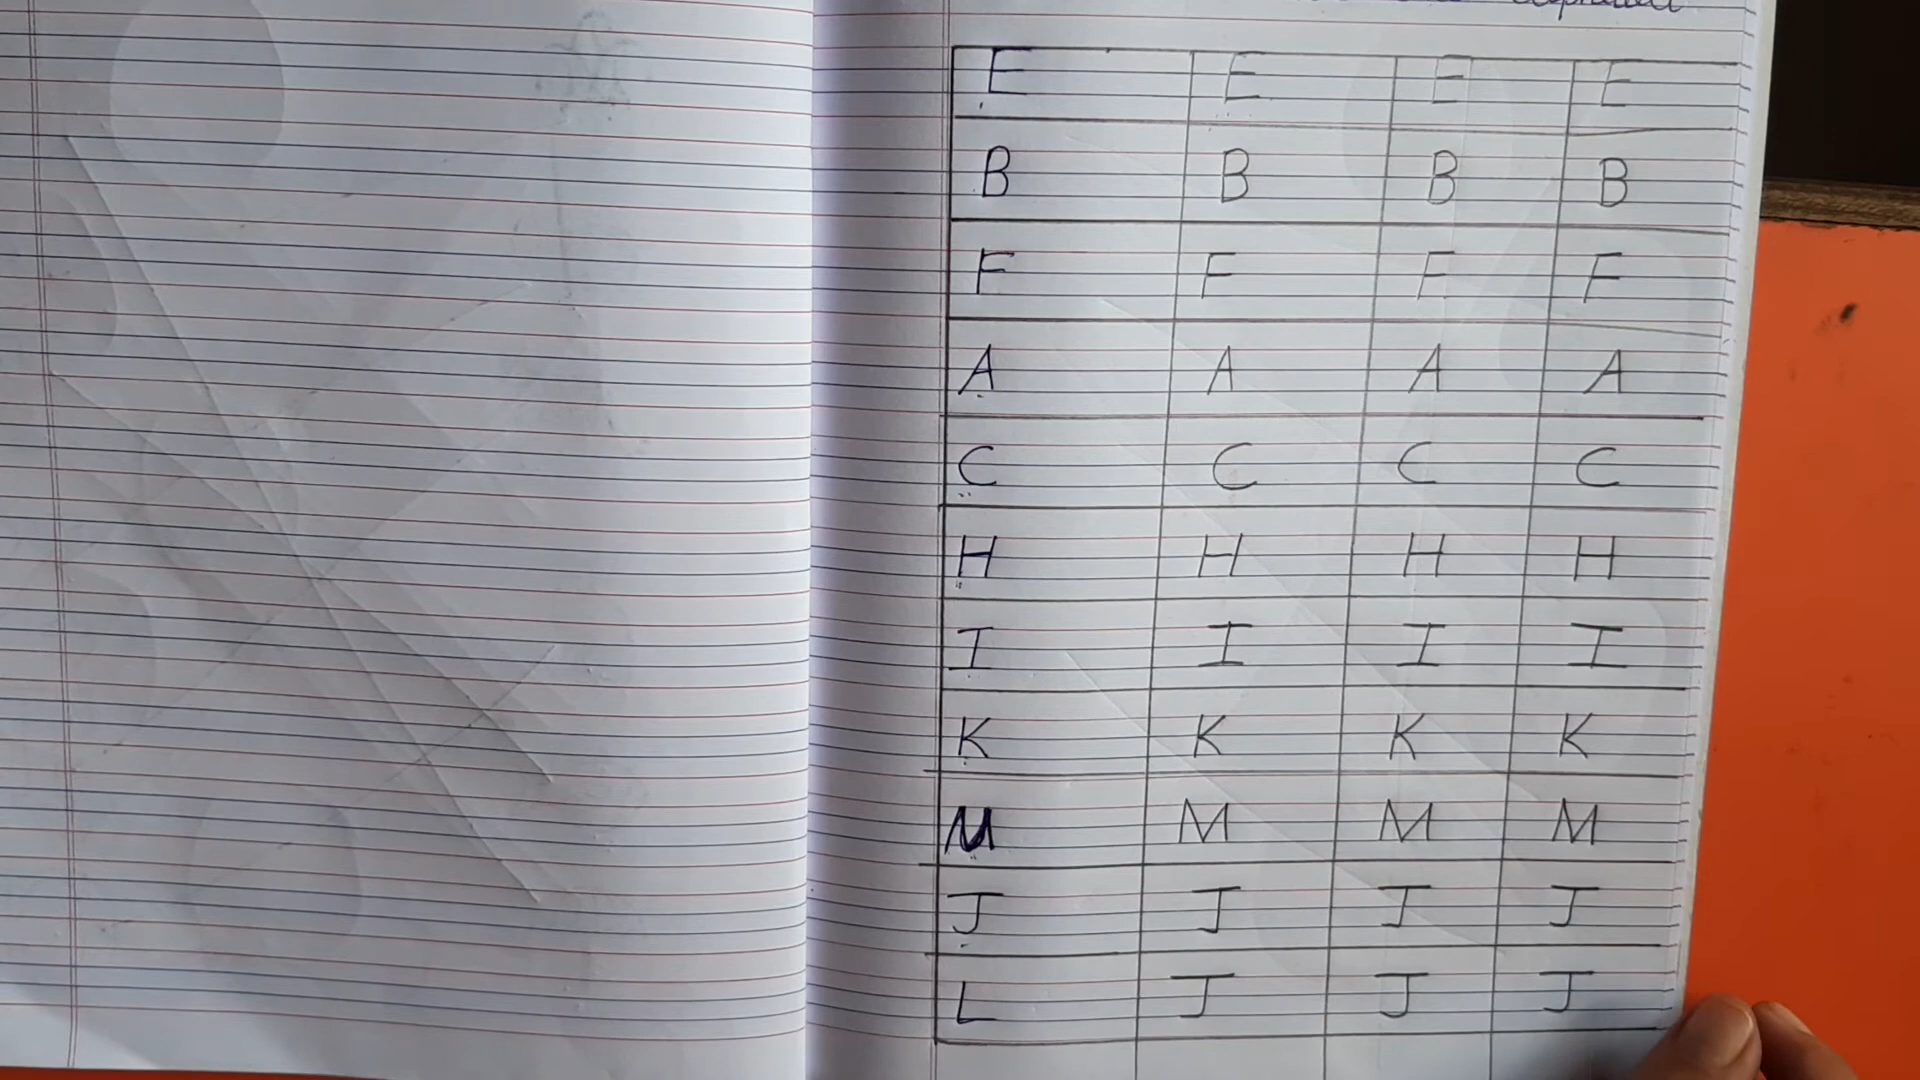 E E E E
B B B B
F F F F
A A A A
C C C C
H H H H
I I I I
K K K K
M M M M
J J J J
L J J J